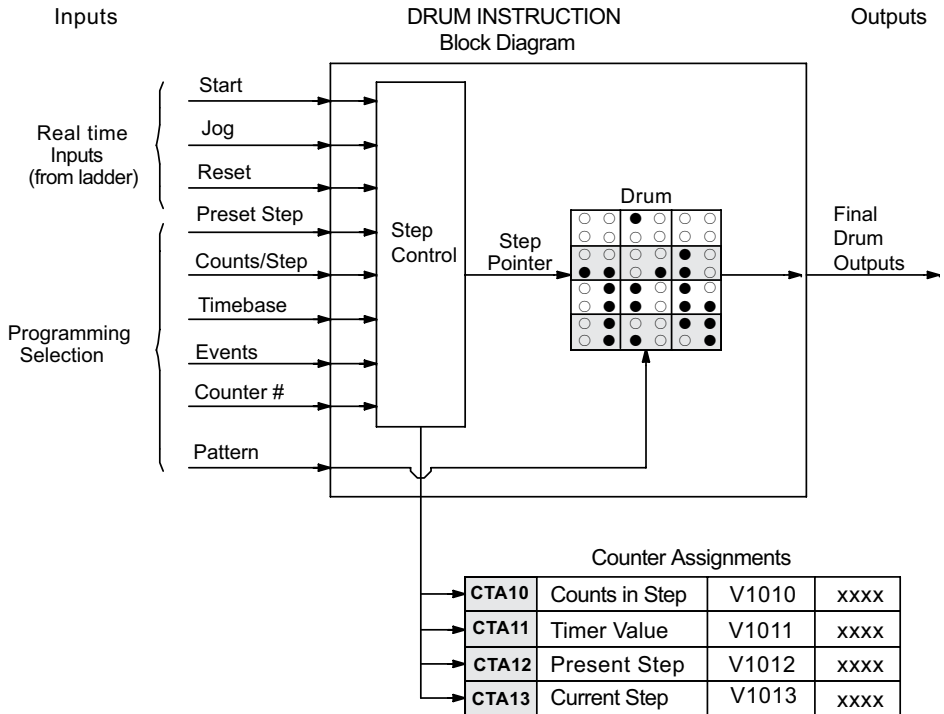 Inputs
DRUM INSTRUCTION
Block Diagram
Outputs
Real time
Inputs
(from ladder)
Start
Jog
Reset
Programming
Selection
Preset Step
Counts/Step
Timebase
Events
Counter #
Pattern
Step
Control
Step
Pointer
Drum
Final
Drum
Outputs
Counter Assignments
CTA10 Counts in Step V1010 xxxx
CTA11 Timer Value V1011 xxxx
CTA12 Present Step V1012 xxxx
CTA13 Current Step V1013 xxxx